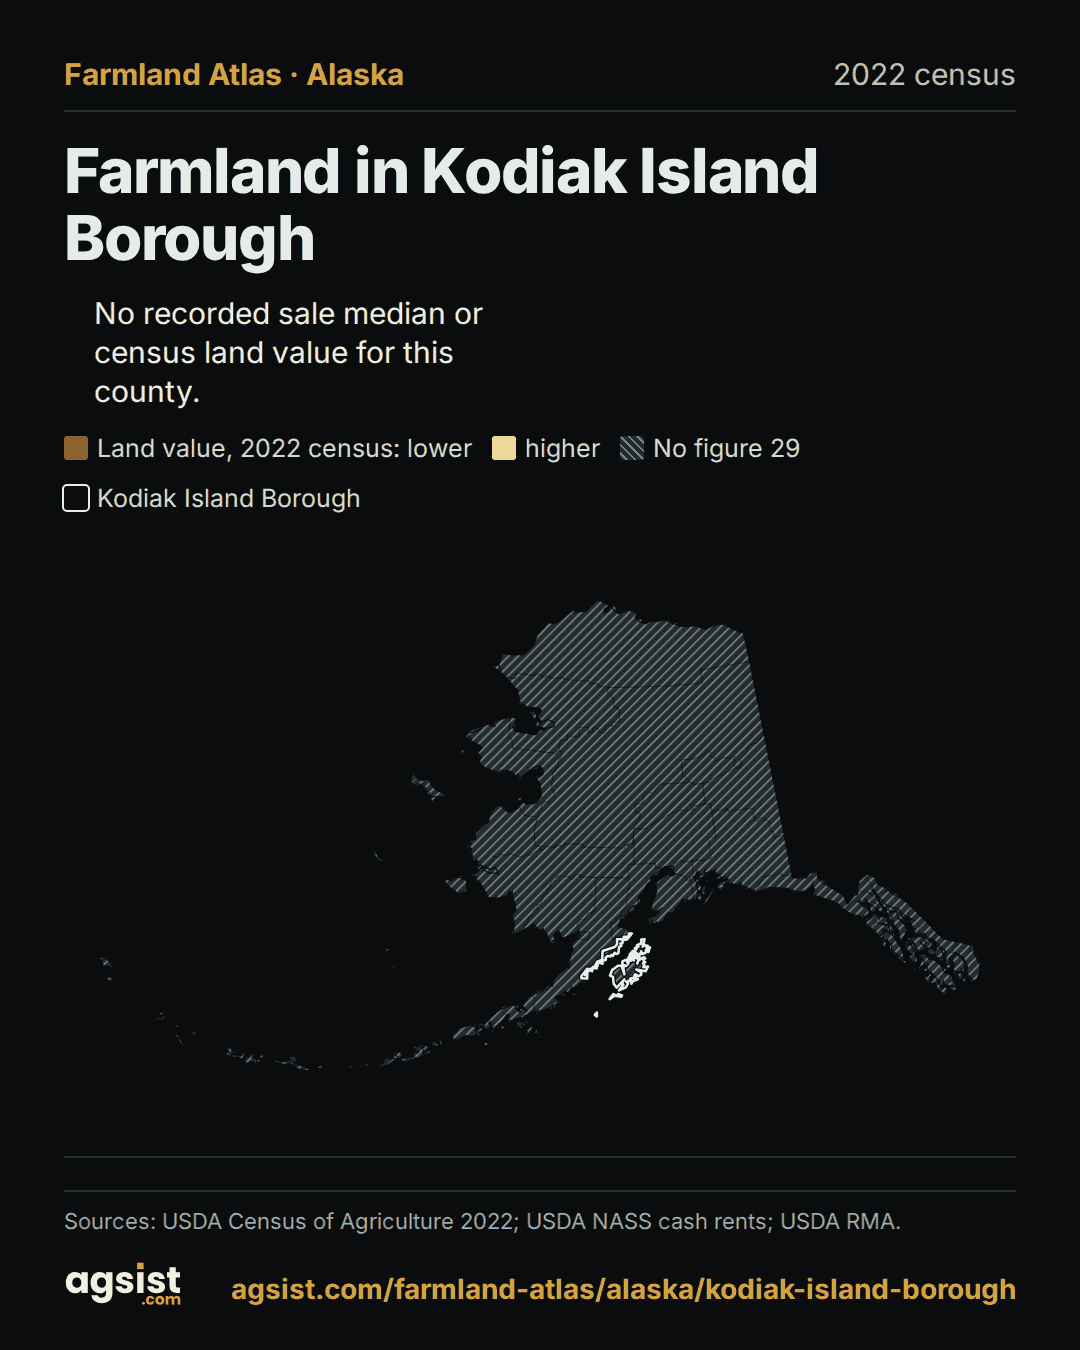 Farmland Atlas · Alaska
2022 census
Farmland in Kodiak Island
Borough
No recorded sale median or
census land value for this
county.
Land value, 2022 census: lower
higher
No figure 29
Kodiak Island Borough
Sources: USDA Census of Agriculture 2022; USDA NASS cash rents; USDA RMA.
agsist
.com
agsist.com/farmland-atlas/alaska/kodiak-island-borough